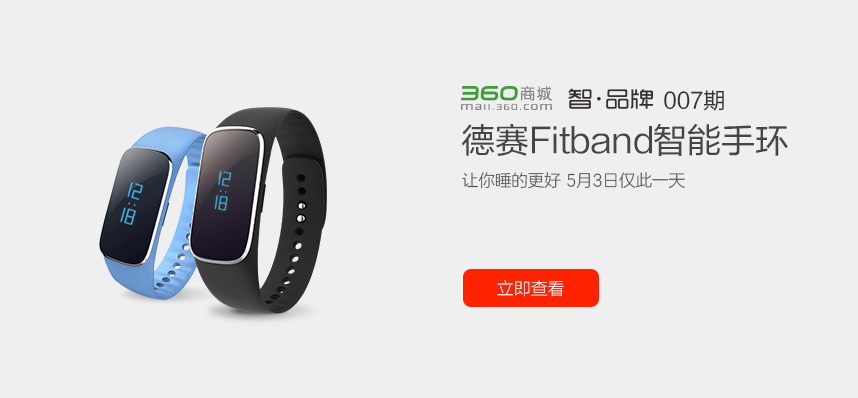 12
:
18
12
:
18
360商城 智·品牌 007期
mall.360.com
德赛Fitband智能手环
让你睡的更好 5月3日仅此一天
立即查看